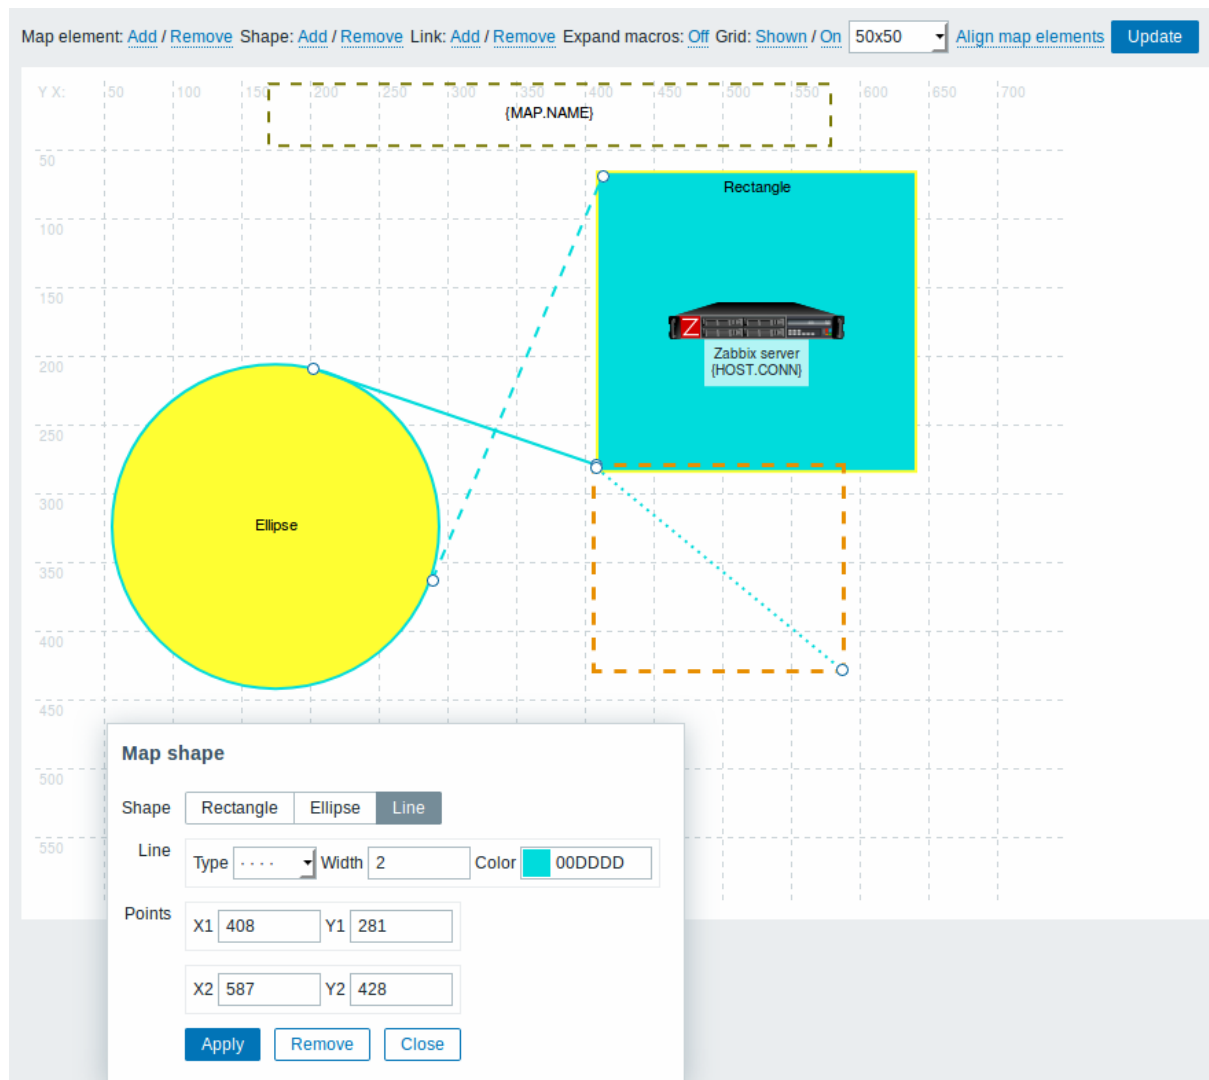 Map element: Add / Remove Shape: Add / Remove Link: Add / Remove Expand macros: Off Grid: Shown / On 50x50 Align map elements Update
Y X: 50 100 150 200 250 300 350 400 450 500 550 600 650 700
{MAP.NAME}
50
Rectangle
100
150
Z
Zabbix server
200
{HOST.CONN}
250
300
Ellipse
350
400
450
Map shape
500
Shape Rectangle Ellipse Line
550
Line Type Width 2 Color 00DDDD
Points X1 408 Y1 281
X2 587 Y2 428
Apply Remove Close